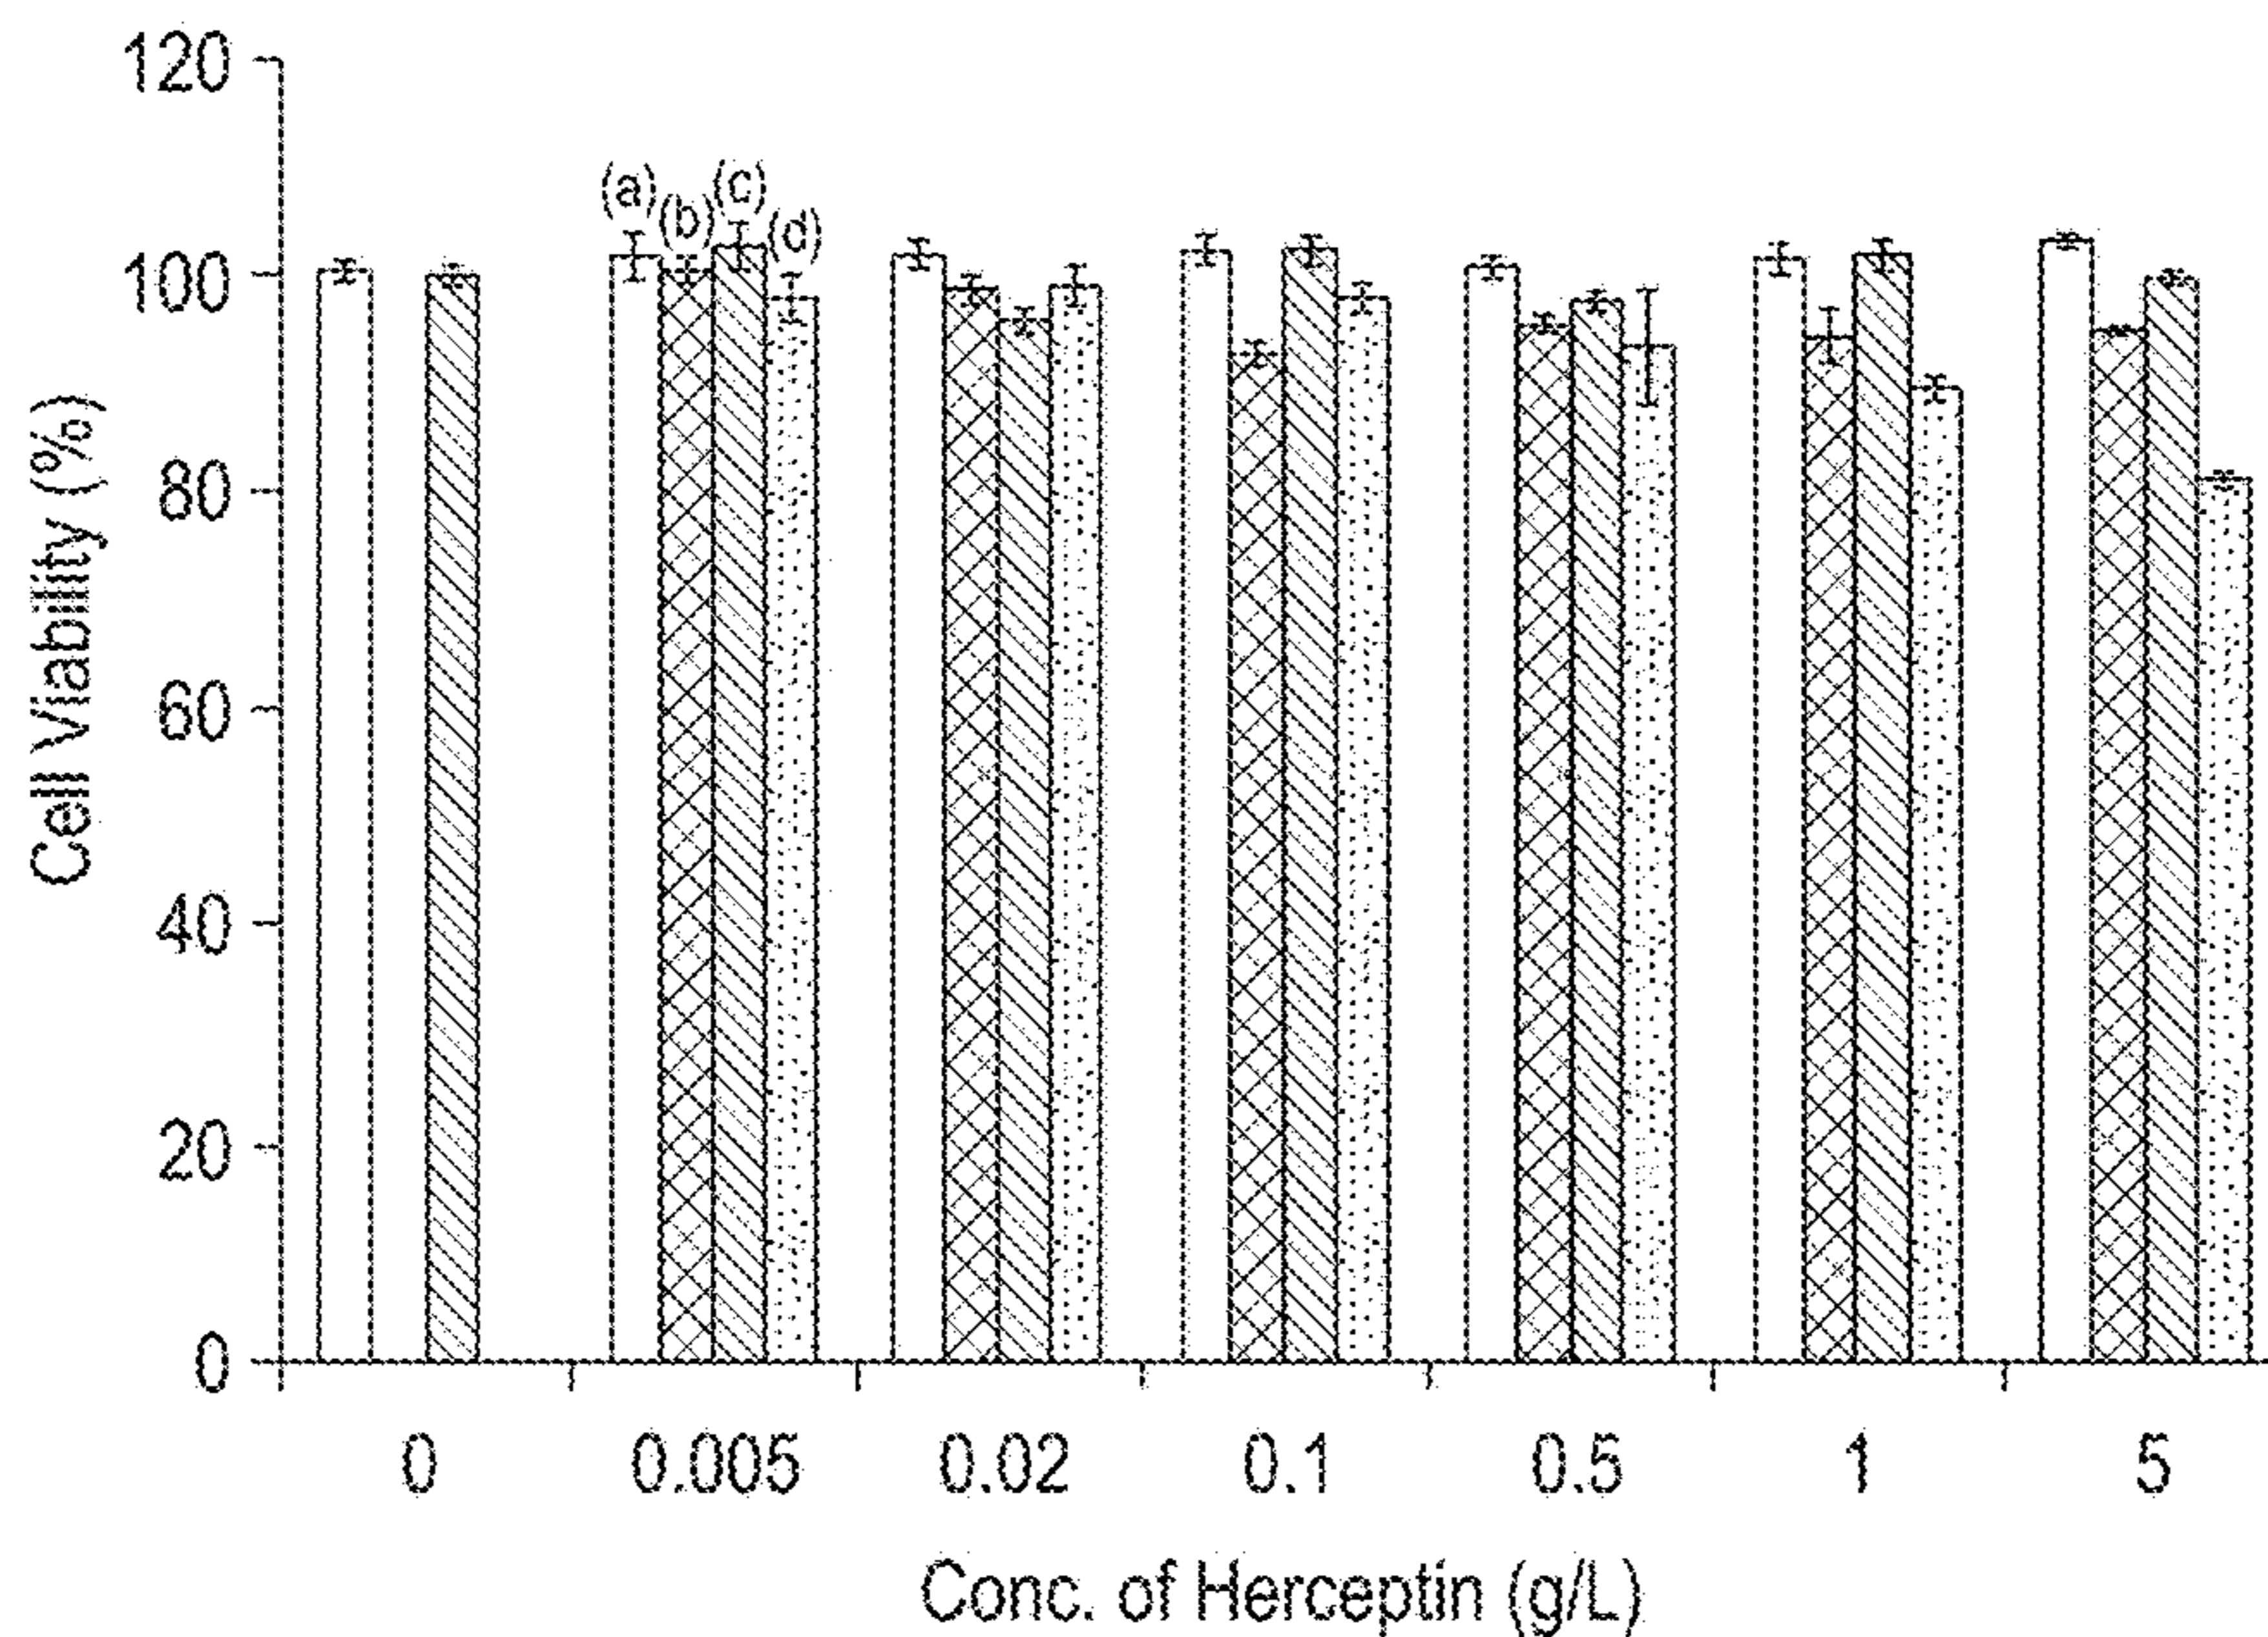 120
100
80
60
40
20
0
Cell Viability (%)
(a)
(b)
(c)
(d)
0 0.005 0.02 0.1 0.5 1 5
Conc. of Herceptin (g/L)